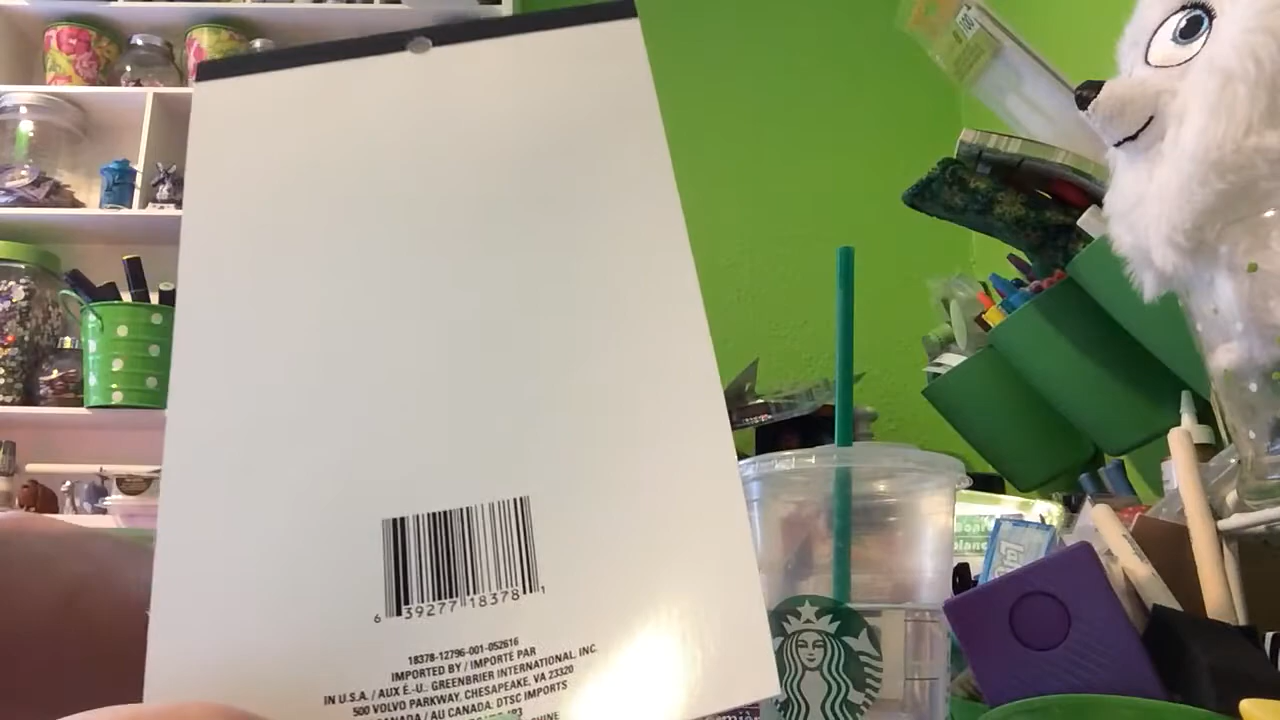 6 39277 18378 1
18378-12796-001-052616
IMPORTED BY / IMPORTÉ PAR
IN U.S.A. / AUX É.-U.: GREENBRIER INTERNATIONAL, INC.
500 VOLVO PARKWAY, CHESAPEAKE, VA 23320
CANADA / AU CANADA: DTSC IMPORTS